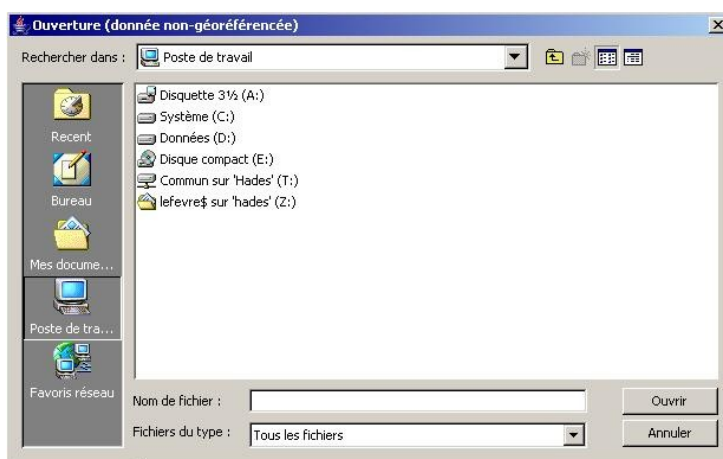 Ouverture (donnée non-géoréférencée)
Rechercher dans : Poste de travail
Recent
Bureau
Mes docume...
Poste de tra...
Favoris réseau
Disquette 3½ (A:)
Système (C:)
Données (D:)
Disque compact (E:)
Commun sur 'Hades' (T:)
lefevre$ sur 'hades' (Z:)
Nom de fichier :
Ouvrir
Fichiers du type : Tous les fichiers
Annuler